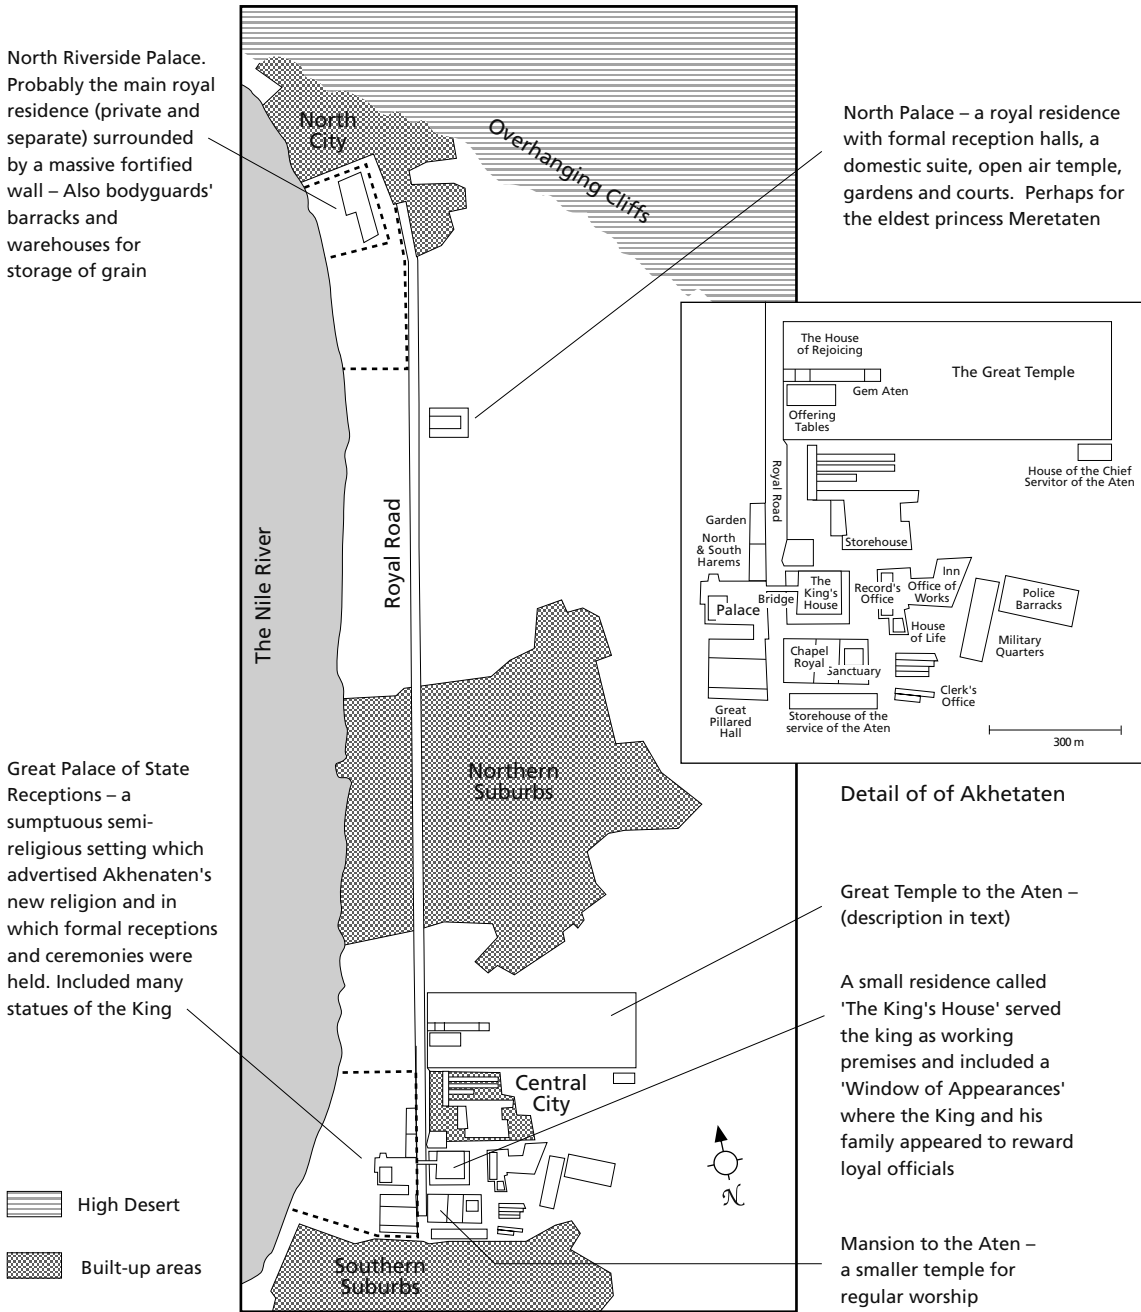 North Riverside Palace.
Probably the main royal
residence (private and
separate) surrounded
by a massive fortified
wall – Also bodyguards'
barracks and
warehouses for
storage of grain
North
City
Overhanging Cliffs
North Palace – a royal residence
with formal reception halls, a
domestic suite, open air temple,
gardens and courts. Perhaps for
the eldest princess Meretaten
The Nile River
Royal Road
Northern
Suburbs
The House
of Rejoicing
The Great Temple
Gem Aten
Offering
Tables
House of the Chief
Servitor of the Aten
Royal Road
Garden
Storehouse
North
& South
Harems
Inn
The
King's
House
Record's
Office
Office of
Works
Police
Barracks
Bridge
Palace
House
of Life
Military
Quarters
Chapel
Royal
Sanctuary
Clerk's
Office
Great
Pillared
Hall
Storehouse of the
service of the Aten
300 m
Detail of of Akhetaten
Great Palace of State
Receptions – a
sumptuous semi-
religious setting which
advertised Akhenaten's
new religion and in
which formal receptions
and ceremonies were
held. Included many
statues of the King
Great Temple to the Aten –
(description in text)
A small residence called
'The King's House' served
the king as working
premises and included a
'Window of Appearances'
where the King and his
family appeared to reward
loyal officials
Central
City
N
High Desert
Built-up areas
Southern
Suburbs
Mansion to the Aten –
a smaller temple for
regular worship